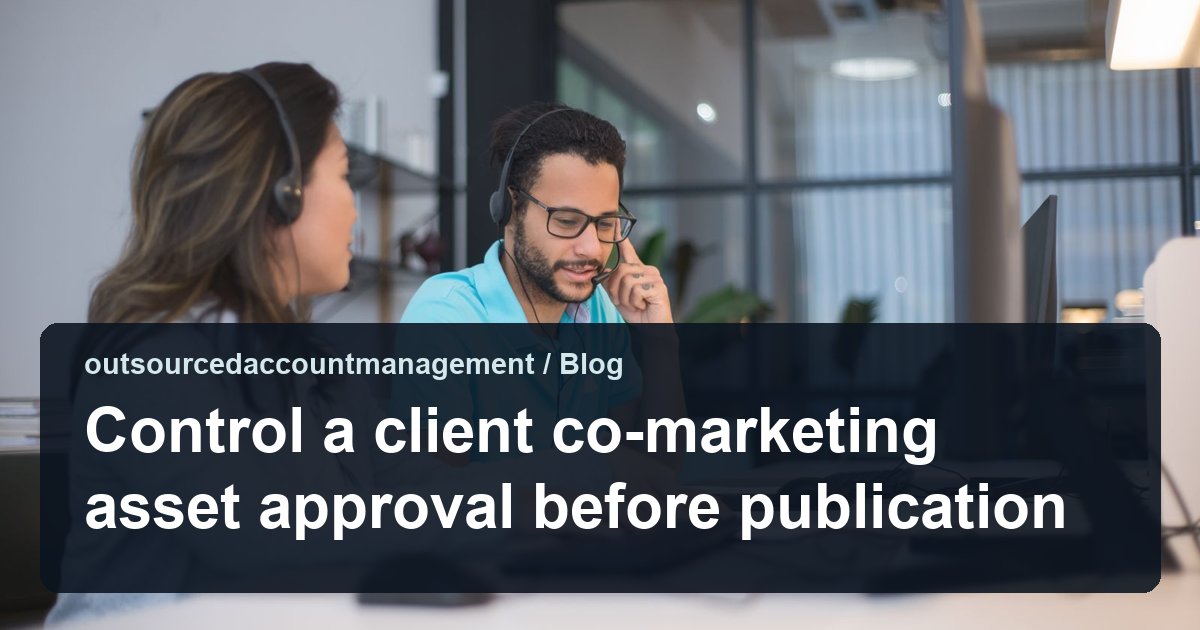 outsourcedaccountmanagement / Blog
Control a client co-marketing
asset approval before publication